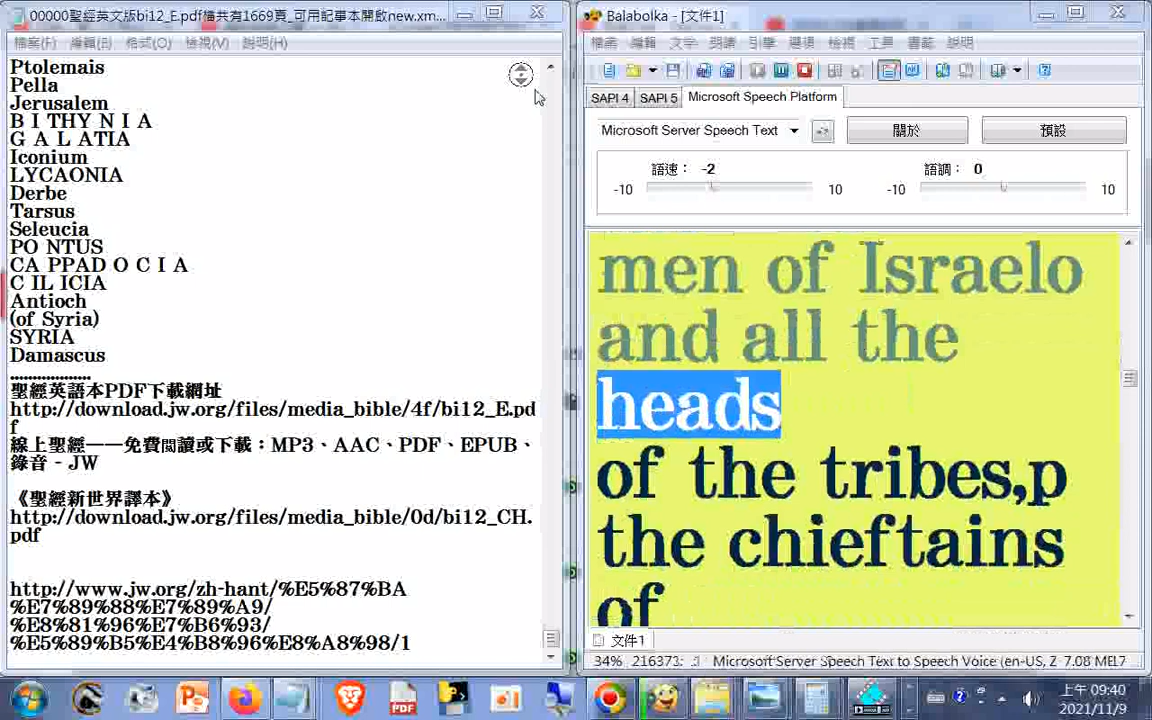 00000聖經英文版bi12_E.pdf檔共有1669頁_可用記事本開啟new.xm...
檔案(F) 編輯(E) 格式(O) 檢視(V) 說明(H)
Ptolemais
Pella
Jerusalem
B I THY N I A
G A L ATIA
Iconium
LYCAONIA
Derbe
Tarsus
Seleucia
PO NTUS
CA PPAD O C I A
C IL ICIA
Antioch
(of Syria)
SYRIA
Damascus
..................
聖經英語本PDF下載網址
http://download.jw.org/files/media_bible/4f/bi12_E.pd
f
線上聖經——免費閱讀或下載：MP3、AAC、PDF、EPUB、
錄音 - JW
《聖經新世界譯本》
http://download.jw.org/files/media_bible/0d/bi12_CH.
pdf
http://www.jw.org/zh-hant/%E5%87%BA
%E7%89%88%E7%89%A9/
%E8%81%96%E7%B6%93/
%E5%89%B5%E4%B8%96%E8%A8%98/1
Balabolka - [文件1]
檔案 編輯 文字 朗讀 引擎 選項 檢視 工具 書籤 說明
SAPI 4 SAPI 5 Microsoft Speech Platform
Microsoft Server Speech Text 關於 預設
語速： -2 語調： 0
-10 10 -10 10
men of Israelo
and all the
heads
of the tribes,p
the chieftains
of
文件1
34% Microsoft Server Speech Text to Speech Voice (en-US, Z
上午 09:40
2021/11/9